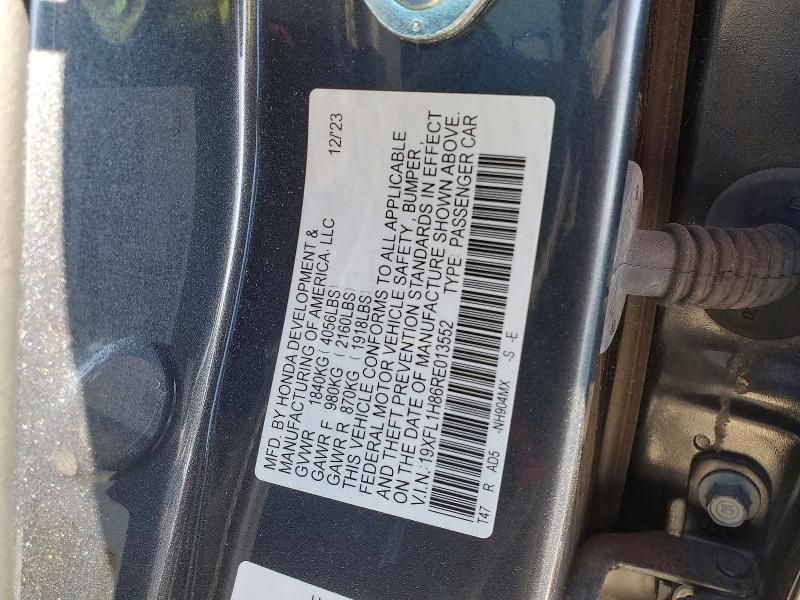 12/'23
MFD. BY HONDA DEVELOPMENT &
MANUFACTURING OF AMERICA, LLC
GVWR 1840KG( 4056LBS)
GAWR F 980KG ( 2160LBS)
GAWR R 870KG ( 1918LBS)
THIS VEHICLE CONFORMS TO ALL APPLICABLE
FEDERAL MOTOR VEHICLE SAFETY, BUMPER
AND THEFT PREVENTION STANDARDS IN EFFECT
ON THE DATE OF MANUFACTURE SHOWN ABOVE.
V.I.N.:19XFL1H86RE013552 TYPE: PASSENGER CAR
T47 R AD5 -NH904MX -S -E